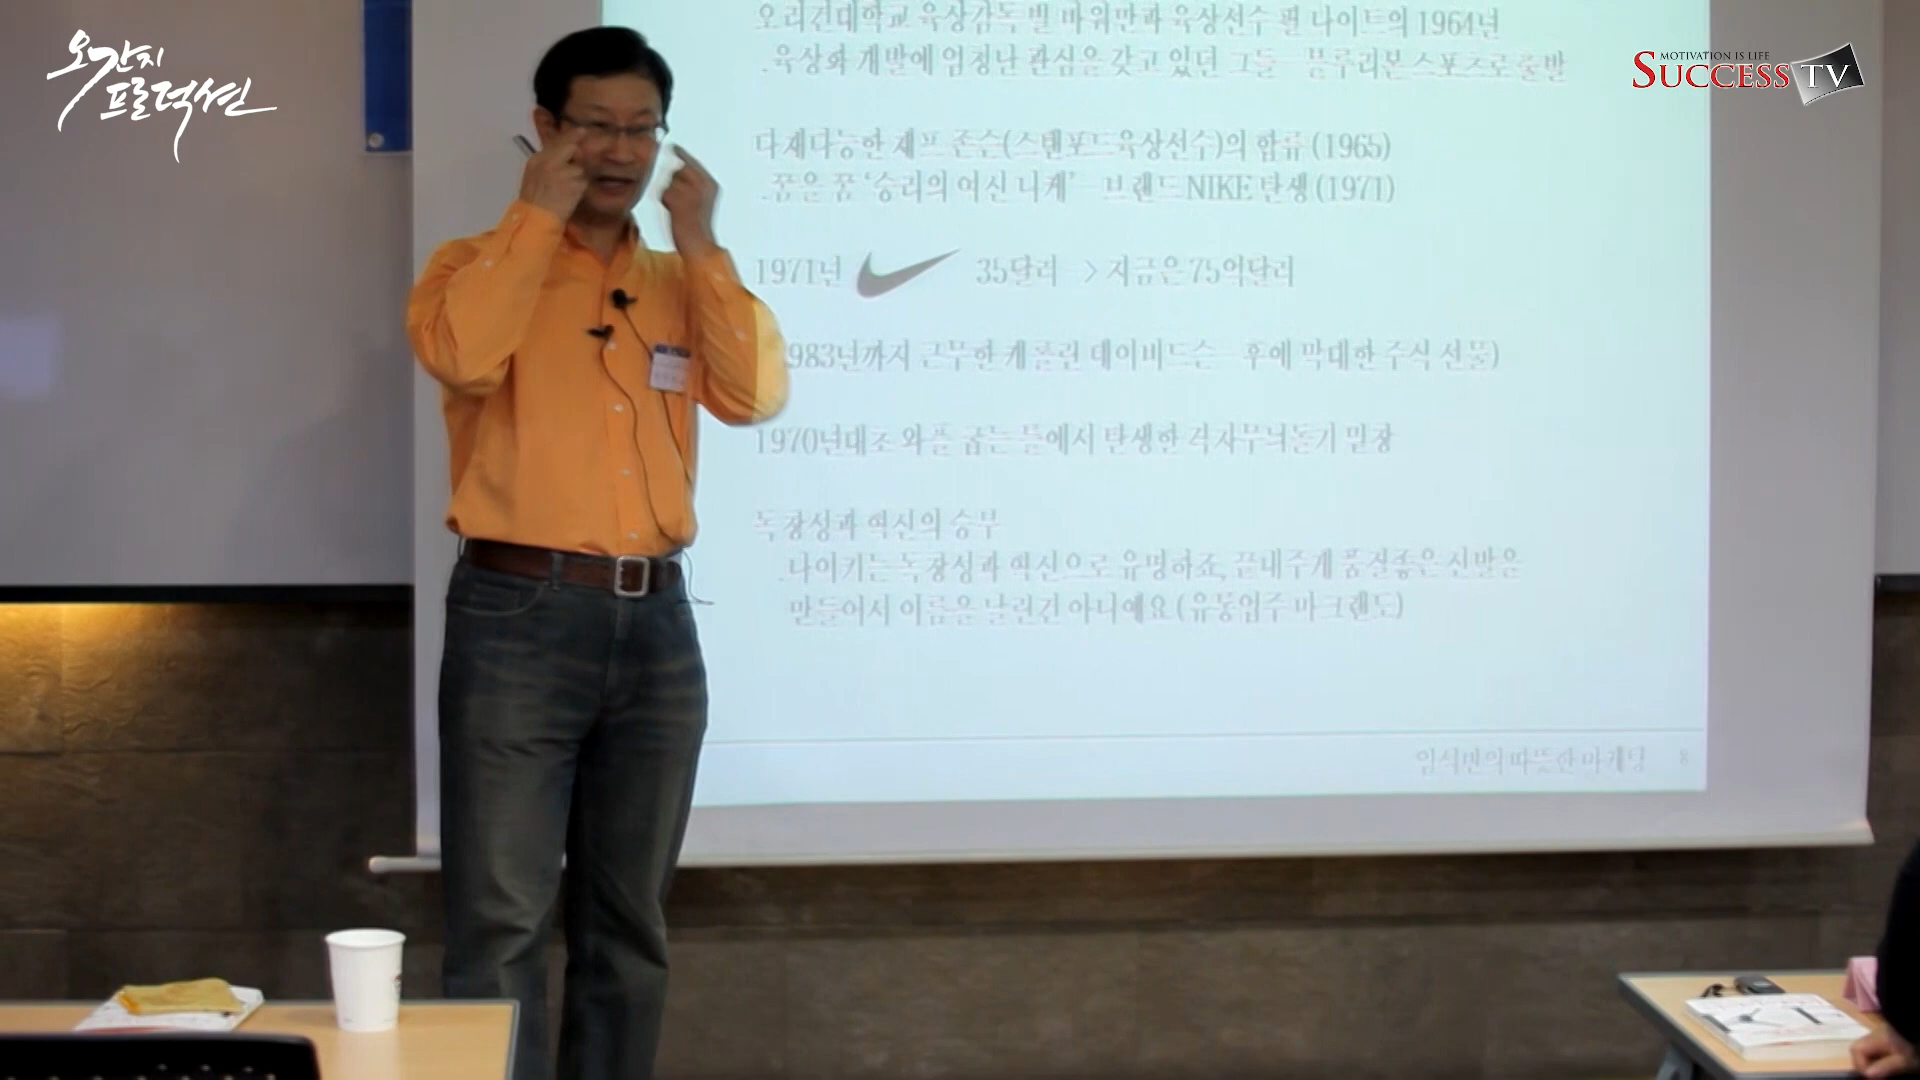 오간지
프로덕션
MOTIVATION IS LIFE
SUCCESS TV
오리건대학교 육상감독 빌 바워만과 육상선수 필 나이트의 1964년
.육상화 개발에 엄청난 관심을 갖고 있던 그들 블루리본 스포츠로 출발
다재다능한 제프 존슨(스탠포드육상선수)의 합류 (1965)
.꿈을 꿈 ‘승리의 여신 니케’ 브랜드 NIKE 탄생 (1971)
1971년 35달러 > 지금은 75억달러
983년까지 근무한 캐롤린 데이비드슨 후에 막대한 주식 선물)
1970년대초 와플 굽는 틀에서 탄생한 격자무늬돌기 밑창
독창성과 혁신의 승부
.나이키는 독창성과 혁신으로 유명하죠, 끝내주게 품질좋은 신발을
만들어서 이름을 날린건 아니예요 (유통업주 마크랜도)
임석민의 따뜻한 마케팅 8